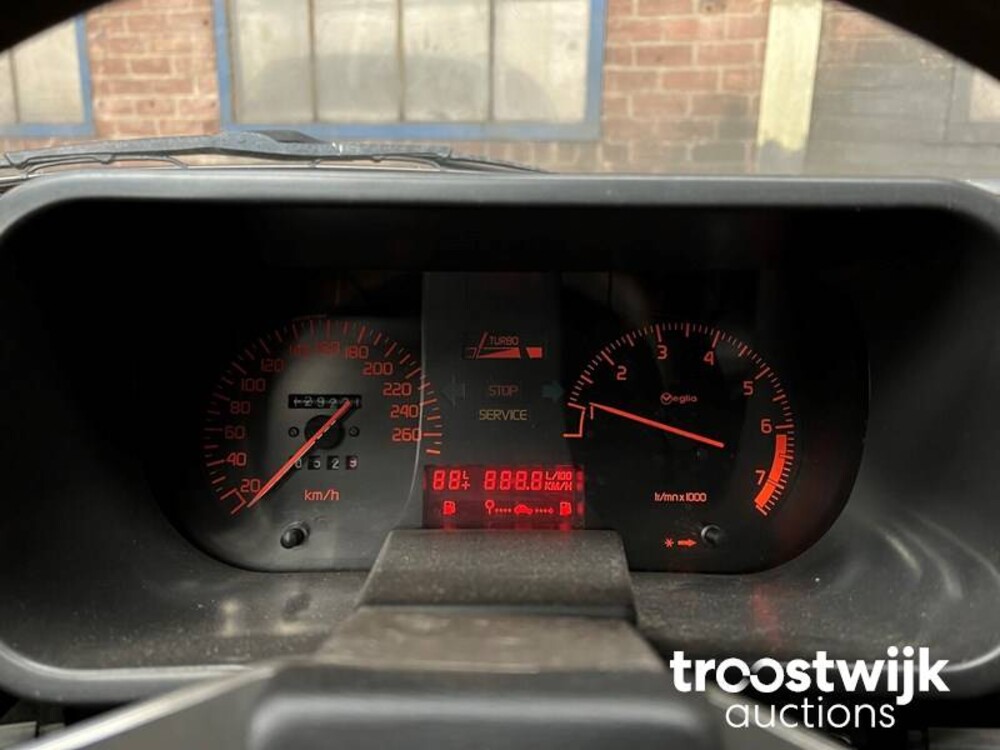 TURBO
STOP
SERVICE
20 40 60 80 100 120 140 160 180 200 220 240 260
0529
km/h
88 L + 888.8 L/100 KM/H
1 2 3 4 5 6 7
Veglia
tr/mn x 1000
troostwijk
auctions